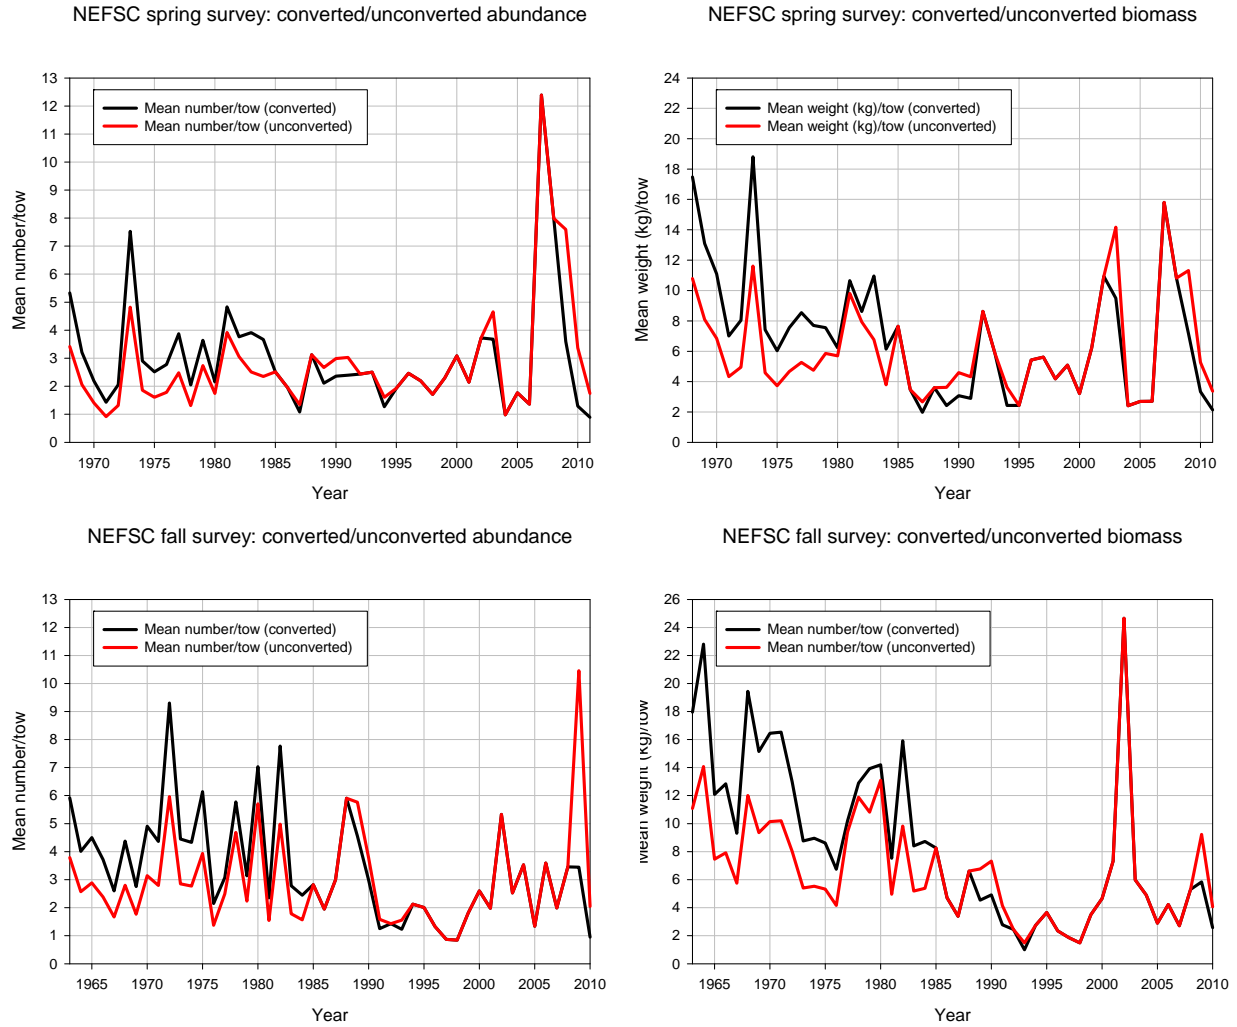 NEFSC spring survey: converted/unconverted abundance
13
12
11
10
9
8
7
6
5
4
3
2
1
0
Mean number/tow
Mean number/tow (converted)
Mean number/tow (unconverted)
1970 1975 1980 1985 1990 1995 2000 2005 2010
Year
NEFSC spring survey: converted/unconverted biomass
24
22
20
18
16
14
12
10
8
6
4
2
0
Mean weight (kg)/tow
Mean weight (kg)/tow (converted)
Mean weight (kg)/tow (unconverted)
1970 1975 1980 1985 1990 1995 2000 2005 2010
Year
NEFSC fall survey: converted/unconverted abundance
13
12
11
10
9
8
7
6
5
4
3
2
1
0
Mean number/tow
Mean number/tow (converted)
Mean number/tow (unconverted)
1965 1970 1975 1980 1985 1990 1995 2000 2005 2010
Year
NEFSC fall survey: converted/unconverted biomass
26
24
22
20
18
16
14
12
10
8
6
4
2
0
Mean weight (kg)/tow
Mean number/tow (converted)
Mean number/tow (unconverted)
1965 1970 1975 1980 1985 1990 1995 2000 2005 2010
Year